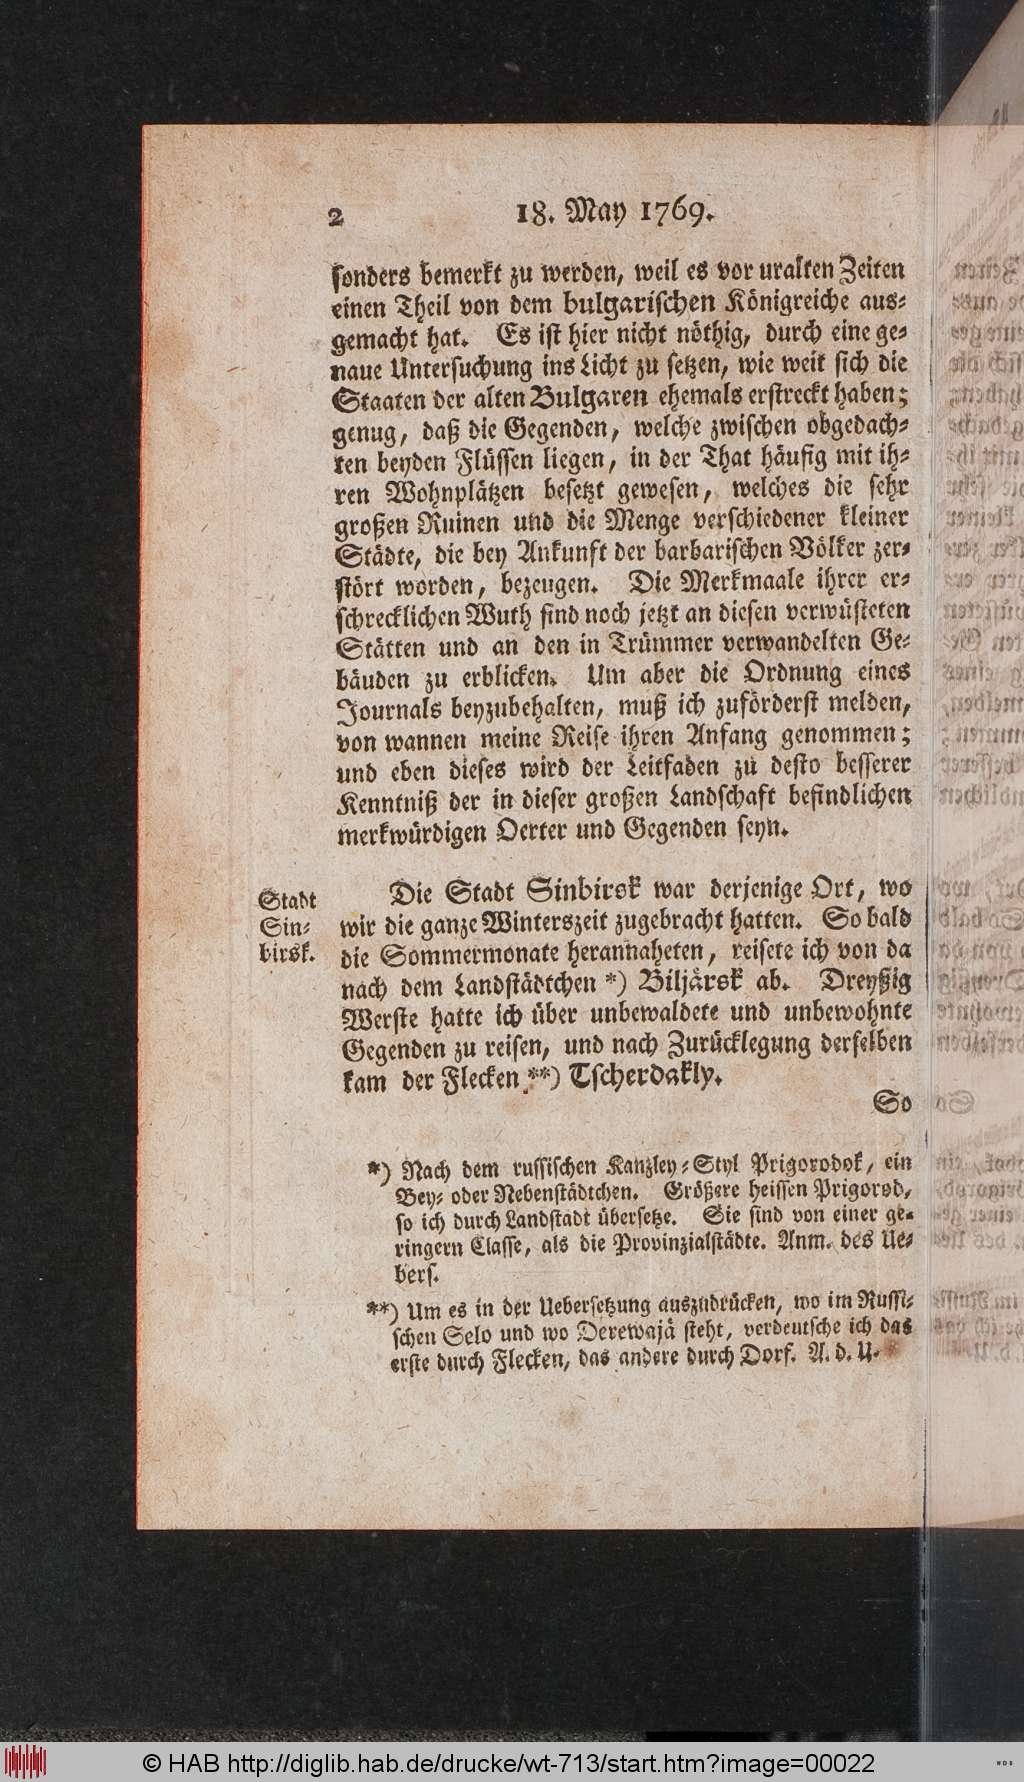 2 18. May 1769.
sonders bemerkt zu werden, weil es vor uralten Zeiten
einen Theil von dem bulgarischen Königreiche aus-
gemacht hat. Es ist hier nicht nöthig, durch eine ge-
naue Untersuchung ins Licht zu setzen, wie weit sich die
Staaten der alten Bulgaren ehemals erstreckt haben;
genug, daß die Gegenden, welche zwischen obgedach-
ten beyden Flüssen liegen, in der That häufig mit ih-
ren Wohnplätzen besetzt gewesen, welches die sehr
großen Ruinen und die Menge verschiedener kleiner
Städte, die bey Ankunft der barbarischen Völker zer-
stört worden, bezeugen. Die Merkmaale ihrer er-
schrecklichen Wuth sind noch jetzt an diesen verwüsteten
Stätten und an den in Trümmer verwandelten Ge-
bäuden zu erblicken. Um aber die Ordnung eines
Journals beyzubehalten, muß ich zuförderst melden,
von wannen meine Reise ihren Anfang genommen;
und eben dieses wird der Leitfaden zu desto besserer
Kenntniß der in dieser großen Landschaft befindlichen
merkwürdigen Oerter und Gegenden seyn.
Stadt
Sin-
birsk.
Die Stadt Sinbirsk war derjenige Ort, wo
wir die ganze Winterszeit zugebracht hatten. So bald
die Sommermonate herannaheten, reisete ich von da
nach dem Landstädtchen *) Biljärsk ab. Dreyßig
Werste hatte ich über unbewaldete und unbewohnte
Gegenden zu reisen, und nach Zurücklegung derselben
kam der Flecken **) Tscherdakly.
So
*) Nach dem russischen Kanzley-Styl Prigorodok, ein
Bey- oder Nebenstädtchen. Größere heissen Prigorod,
so ich durch Landstadt übersetze. Sie sind von einer ge-
ringern Classe, als die Provinzialstädte. Anm. des Ue-
bers.
**) Um es in der Uebersetzung auszudrücken, wo im Russi-
schen Selo und wo Derewajä steht, verdeutsche ich das
erste durch Flecken, das andere durch Dorf. A. d. U.
© HAB http://diglib.hab.de/drucke/wt-713/start.htm?image=00022